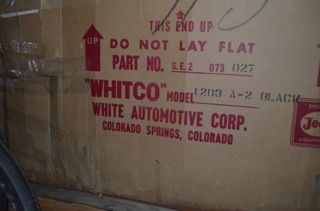 THIS END UP
UP
DO NOT LAY FLAT
PART NO. S.E.2 073 027
"WHITCO" MODEL 1203 A-2 BLACK
WHITE AUTOMOTIVE CORP.
COLORADO SPRINGS, COLORADO